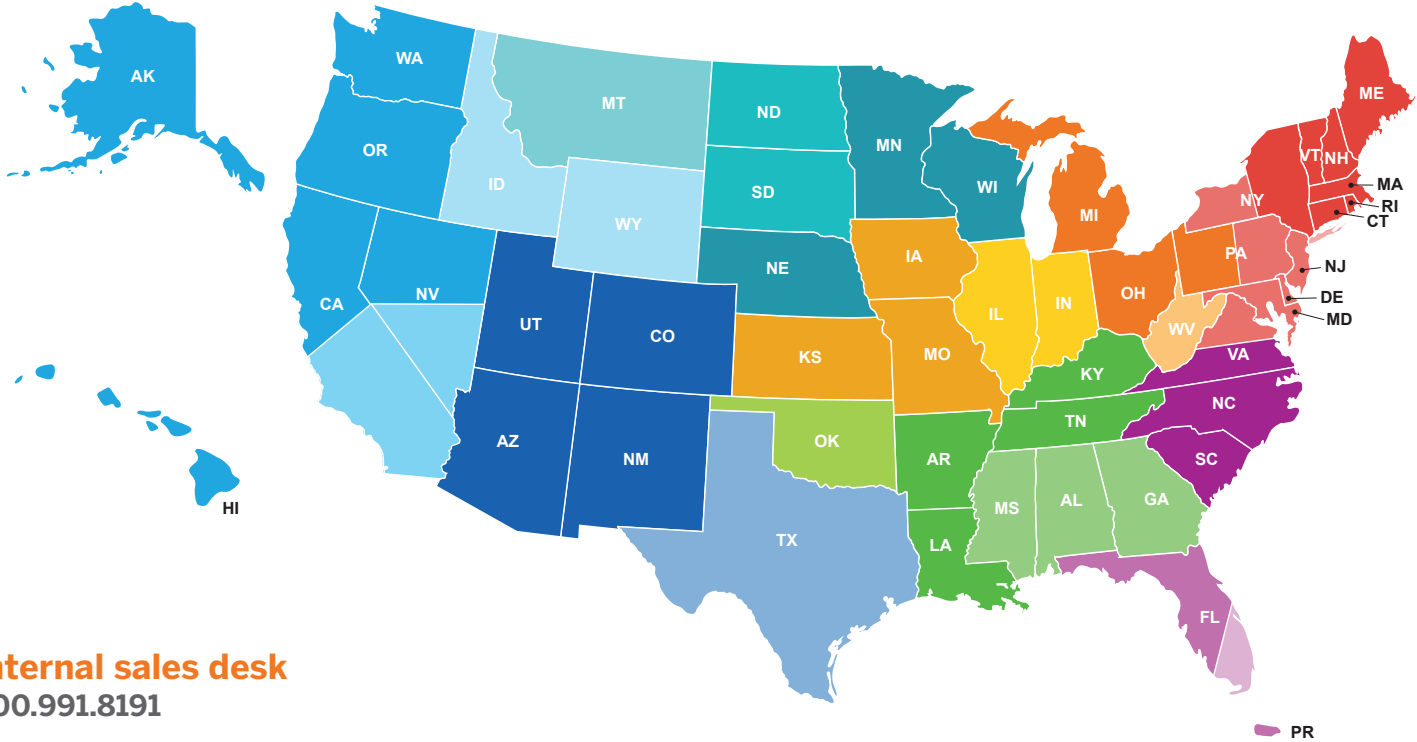 WA
AK
MT
ME
ND
OR
MN
VT
NH
ID
SD
WI
MA
NY
RI
MI
CT
WY
PA
IA
NE
NJ
NV
OH
DE
CA
IN
IL
MD
UT
WV
CO
MO
VA
KS
KY
NC
TN
AZ
OK
NM
AR
SC
GA
AL
HI
MS
TX
LA
FL
nternal sales desk
00.991.8191
PR